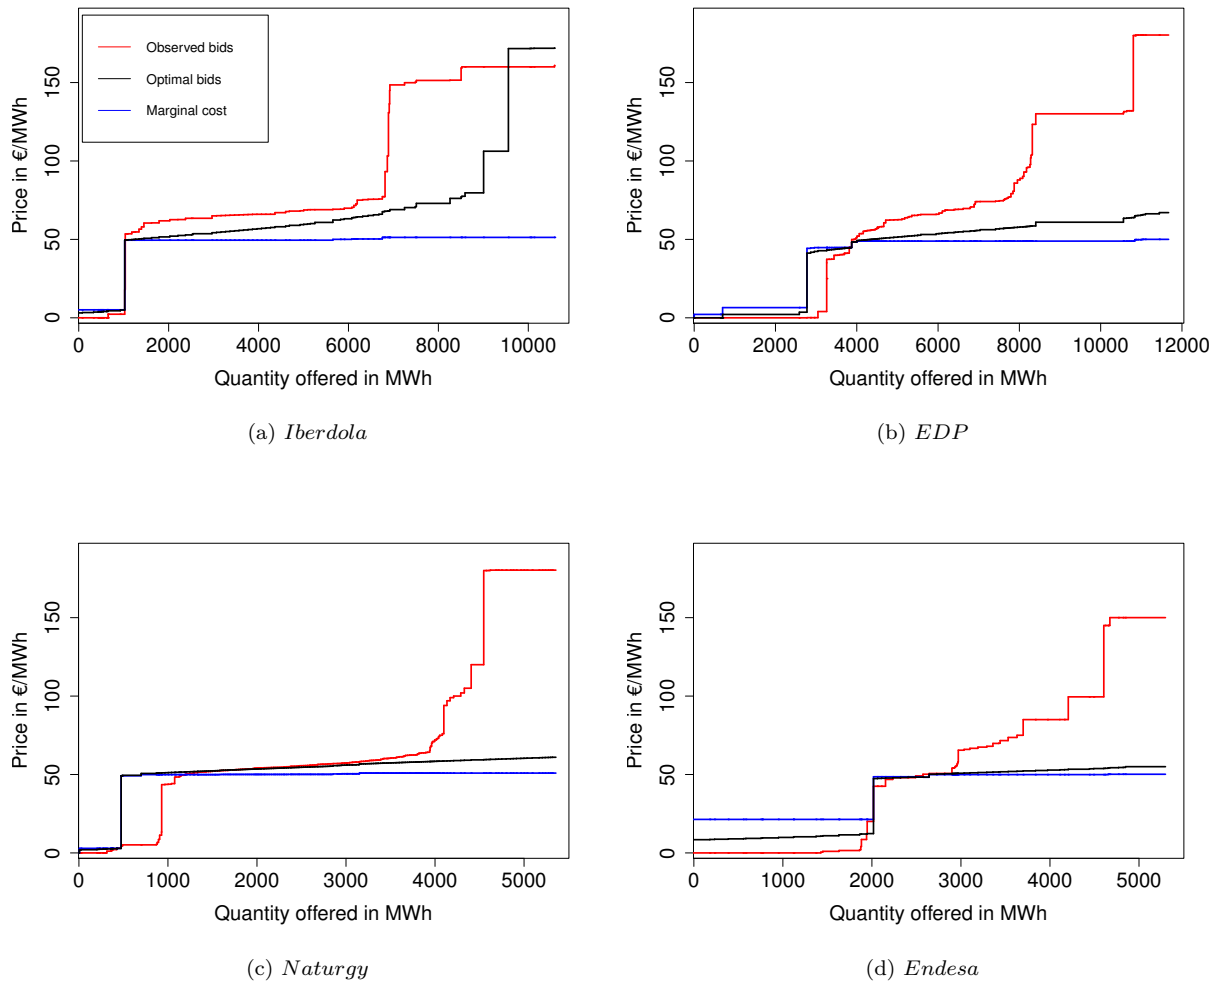 Observed bids
Optimal bids
Marginal cost
Price in €/MWh
0 50 100 150
0 2000 4000 6000 8000 10000
Quantity offered in MWh
(a) Iberdola
Price in €/MWh
0 50 100 150
0 2000 4000 6000 8000 10000 12000
Quantity offered in MWh
(b) EDP
Price in €/MWh
0 50 100 150
0 1000 2000 3000 4000 5000
Quantity offered in MWh
(c) Naturgy
Price in €/MWh
0 50 100 150
0 1000 2000 3000 4000 5000
Quantity offered in MWh
(d) Endesa